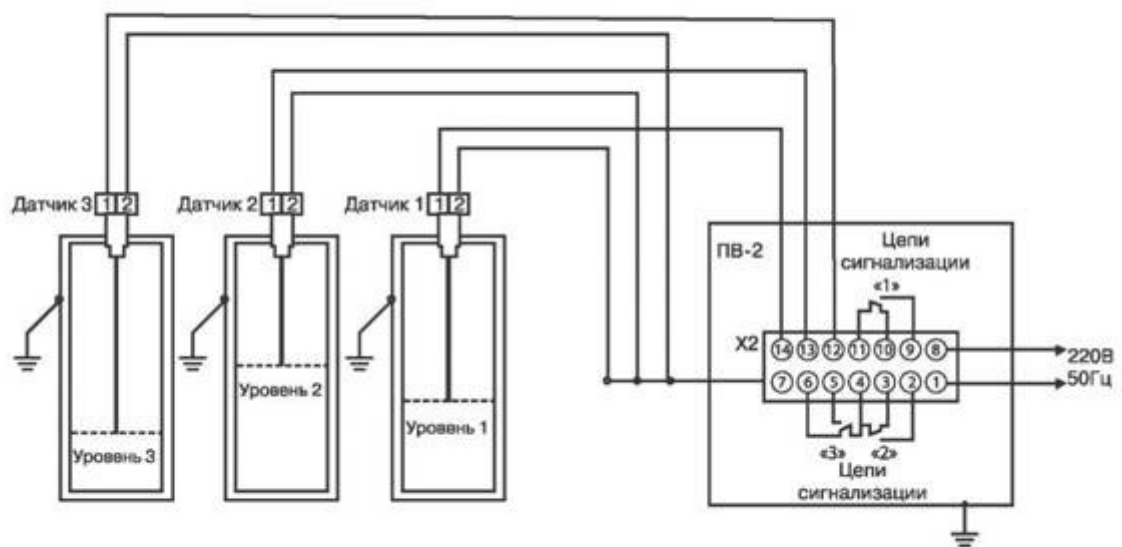 Датчик 3 1 2
Датчик 2 1 2
Датчик 1 1 2
ПВ-2
Цепи
сигнализации
«1»
Х2
14 13 12 11 10 9 8
7 6 5 4 3 2 1
220В
50Гц
Уровень 2
Уровень 1
Уровень 3
«3» «2»
Цепи
сигнализации